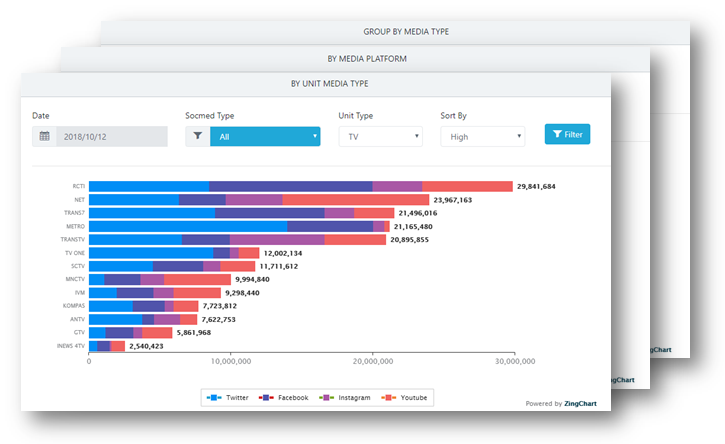 GROUP BY MEDIA TYPE
BY MEDIA PLATFORM
BY UNIT MEDIA TYPE
Date Socmed Type Unit Type Sort By
2018/10/12 All TV High Filter
RCTI 29,841,684
NET 23,967,163
TRANS7 21,496,016
METRO 21,165,480
TRANSTV 20,895,855
TV ONE 12,002,134
SCTV 11,711,612
MNCTV 9,994,840
IVM 9,298,440
KOMPAS 7,723,812
ANTV 7,622,753
CTV 5,861,968
INEWS 4TV 2,540,423
0 10,000,000 20,000,000 30,000,000
Twitter Facebook Instagram Youtube
Powered by ZingChart
ngChart
gChart